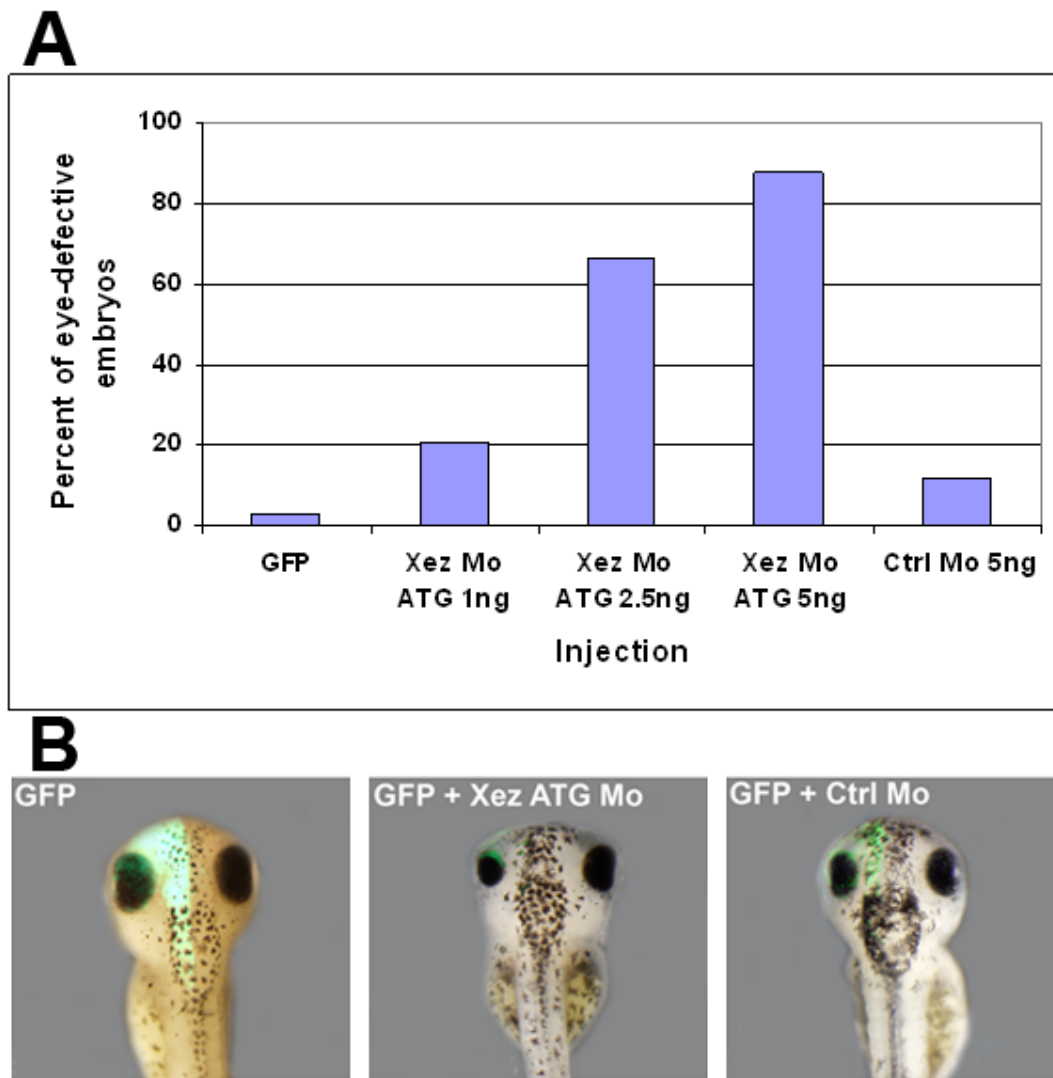 A
100
80
60
40
20
0
Percent of eye-defective
embryos
GFP
Xez Mo
ATG 1ng
Xez Mo
ATG 2.5ng
Xez Mo
ATG 5ng
Ctrl Mo 5ng
Injection
B
GFP
GFP + Xez ATG Mo
GFP + Ctrl Mo